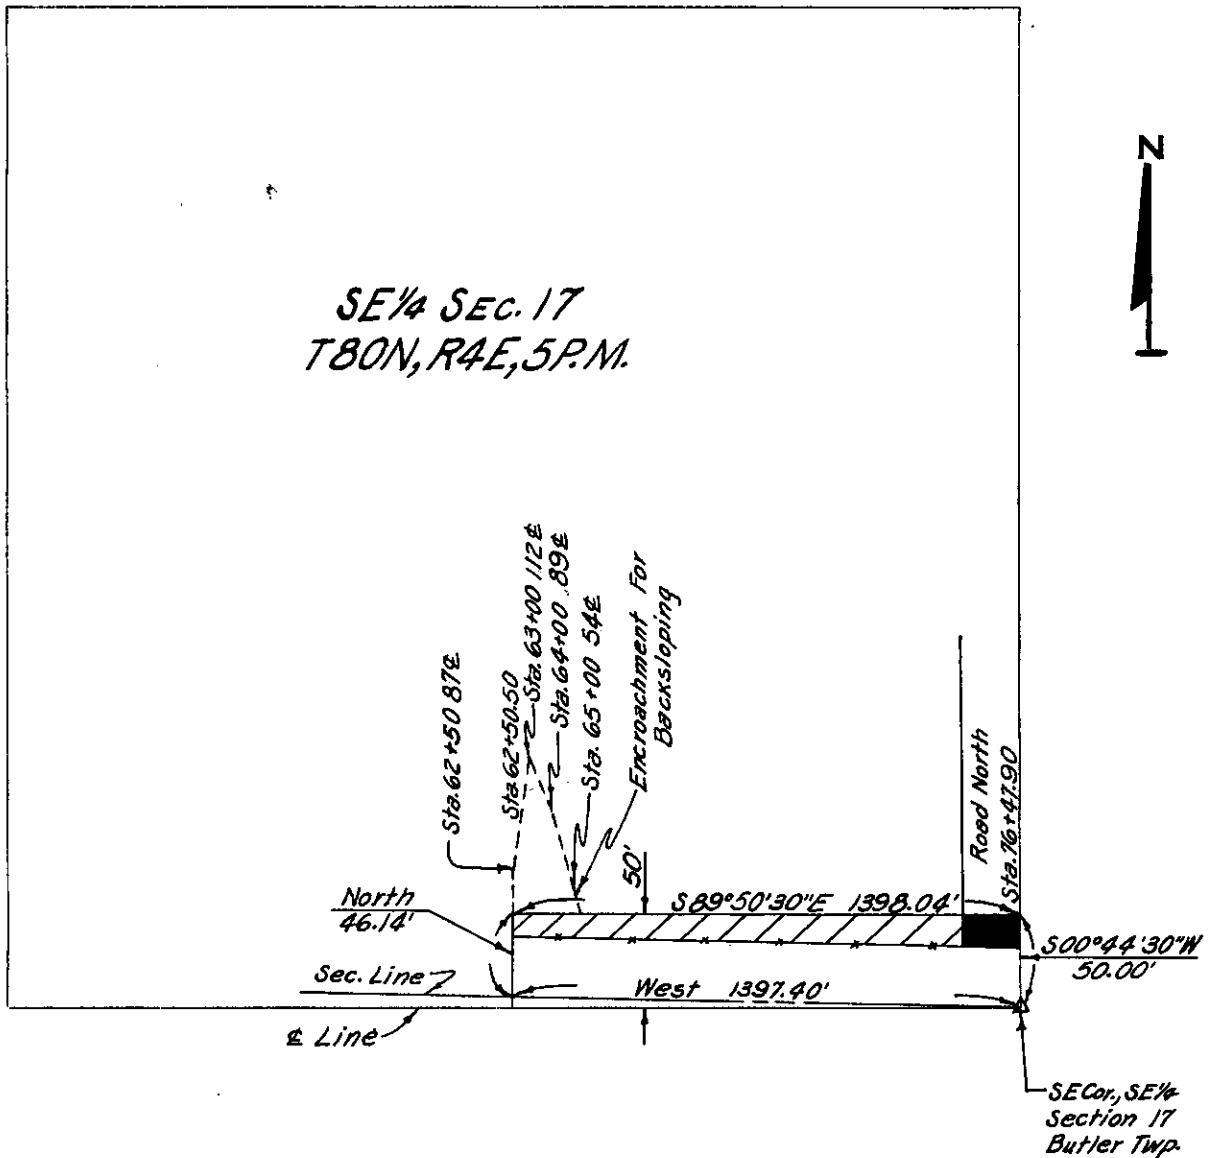 N
SE¼ SEC. 17
T80N, R4E, 5P.M.
Sta. 62+50 87℄
Sta. 62+50.50
Sta. 63+00 112℄
Sta. 64+00 89℄
Sta. 65+00 54℄
Encroachment For
Backsloping
50'
Road North
Sta. 76+47.90
North
46.14'
S89°50'30"E 1398.04'
S00°44'30"W
50.00'
Sec. Line
West 1397.40'
℄ Line
SE Cor., SE¼
Section 17
Butler Twp.